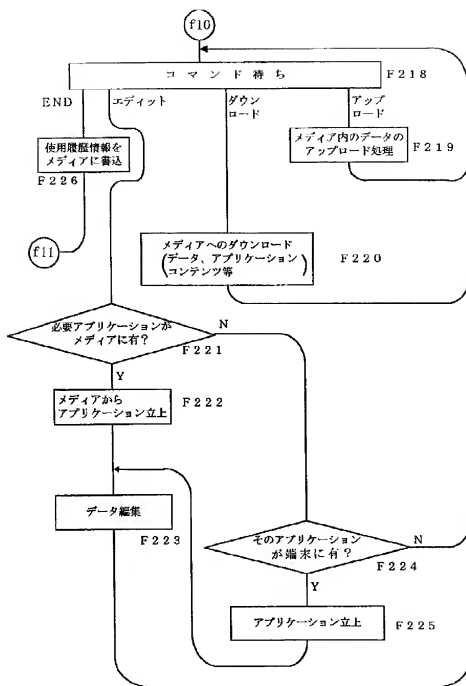 f10
コマンド待ち
F218
END
エディット
ダウン
ロード
アップ
ロード
使用履歴情報を
メディアに書込
F226
メディア内のデータの
アップロード処理
F219
f11
メディアへのダウンロード
(データ、アプリケーション
コンテンツ等)
F220
必要アプリケーションが
メディアに有?
N
F221
Y
メディアから
アプリケーション立上
F222
データ編集
F223
そのアプリケーション
が端末に有?
N
F224
Y
アプリケーション立上
F225